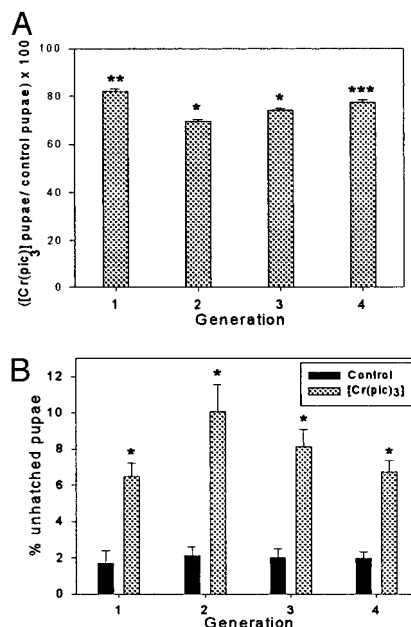 A
([Cr(pic)3] pupae/ control pupae) x 100
100
80
60
40
20
0
**
*
*
***
1 2 3 4
Generation
B
% unhatched pupae
12
10
8
6
4
2
0
Control
[Cr(pic)3]
*
*
*
*
1 2 3 4
Generation